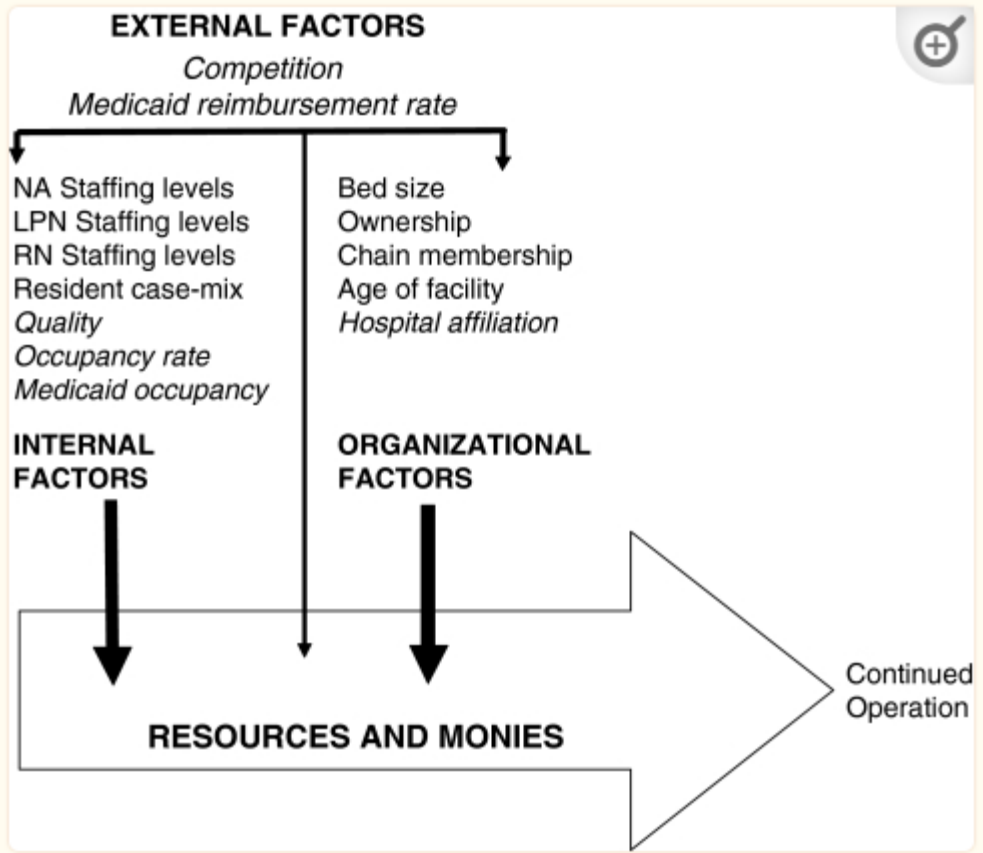 EXTERNAL FACTORS
Competition
Medicaid reimbursement rate
NA Staffing levels
LPN Staffing levels
RN Staffing levels
Resident case-mix
Quality
Occupancy rate
Medicaid occupancy
INTERNAL
FACTORS
Bed size
Ownership
Chain membership
Age of facility
Hospital affiliation
ORGANIZATIONAL
FACTORS
RESOURCES AND MONIES
Continued
Operation